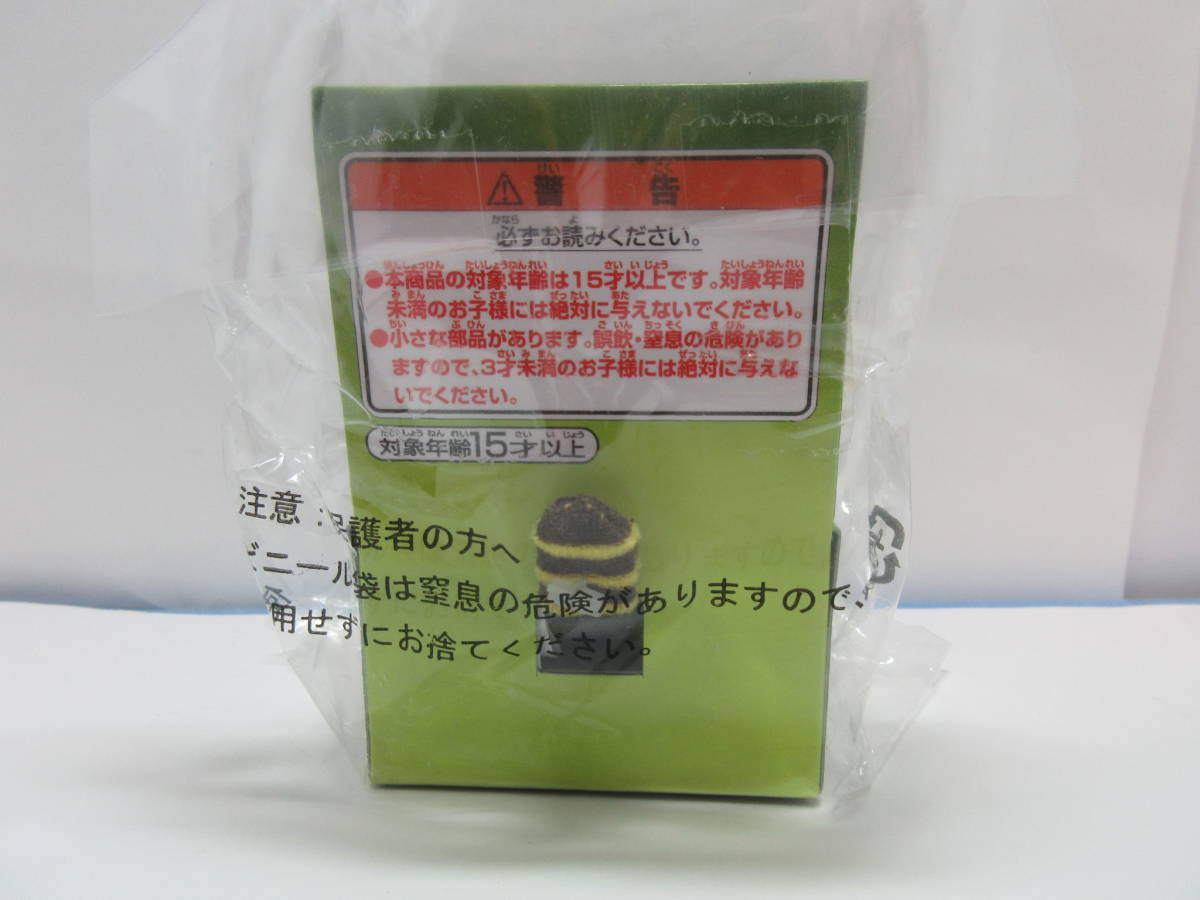 警告
必ずお読みください。
●本商品の対象年齢は15才以上です。対象年齢
未満のお子様には絶対に与えないでください。
●小さな部品があります。誤飲・窒息の危険があり
ますので、3才未満のお子様には絶対に与えな
いでください。
対象年齢15才以上
注意:保護者の方へ
ビニール袋は窒息の危険がありますので、
用せずにお捨てください。